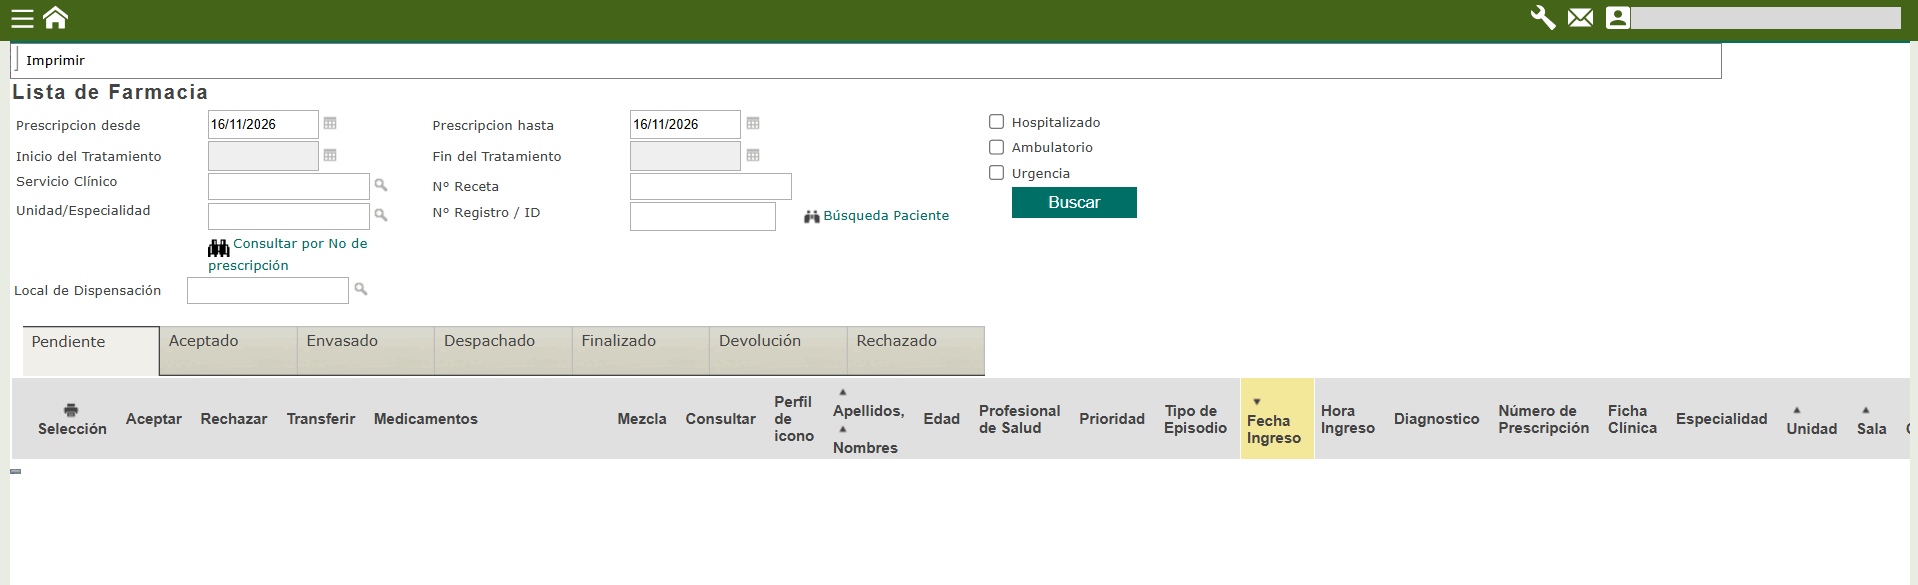 Imprimir
Lista de Farmacia
Prescripcion desde 16/11/2026 Prescripcion hasta 16/11/2026 Hospitalizado
Inicio del Tratamiento Fin del Tratamiento Ambulatorio
Servicio Clínico Nº Receta Urgencia
Buscar
Unidad/Especialidad Nº Registro / ID Búsqueda Paciente
Consultar por No de
prescripción
Local de Dispensación
Pendiente Aceptado Envasado Despachado Finalizado Devolución Rechazado
Selección Aceptar Rechazar Transferir Medicamentos Mezcla Consultar
Perfil
de
icono
Apellidos,
Nombres
Edad
Profesional
de Salud
Prioridad
Tipo de
Episodio
Fecha
Ingreso
Hora
Ingreso
Diagnostico
Número de
Prescripción
Ficha
Clínica
Especialidad
Unidad
Sala